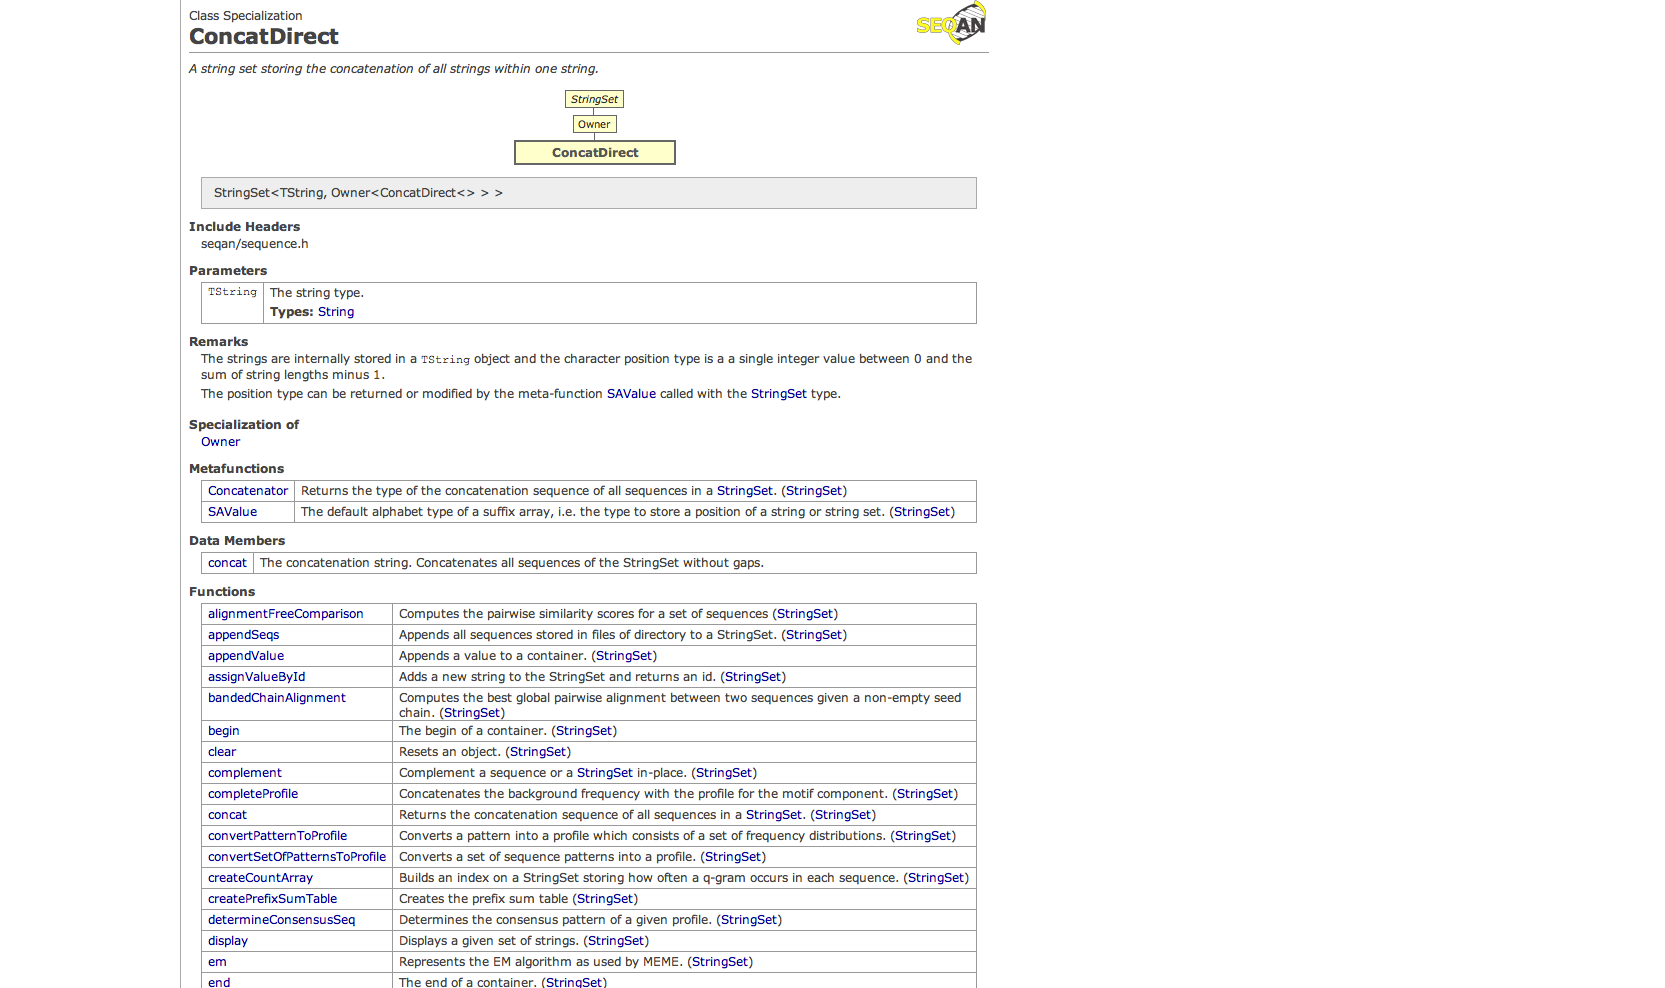 Class Specialization
ConcatDirect
SEQAN
A string set storing the concatenation of all strings within one string.
StringSet
Owner
ConcatDirect
StringSet<TString, Owner<ConcatDirect<> > >
Include Headers
seqan/sequence.h
Parameters
TString The string type.
Types: String
Remarks
The strings are internally stored in a TString object and the character position type is a a single integer value between 0 and the
sum of string lengths minus 1.
The position type can be returned or modified by the meta-function SAValue called with the StringSet type.
Specialization of
Owner
Metafunctions
Concatenator Returns the type of the concatenation sequence of all sequences in a StringSet. (StringSet)
SAValue The default alphabet type of a suffix array, i.e. the type to store a position of a string or string set. (StringSet)
Data Members
concat The concatenation string. Concatenates all sequences of the StringSet without gaps.
Functions
alignmentFreeComparison Computes the pairwise similarity scores for a set of sequences (StringSet)
appendSeqs Appends all sequences stored in files of directory to a StringSet. (StringSet)
appendValue Appends a value to a container. (StringSet)
assignValueById Adds a new string to the StringSet and returns an id. (StringSet)
bandedChainAlignment Computes the best global pairwise alignment between two sequences given a non-empty seed
chain. (StringSet)
begin The begin of a container. (StringSet)
clear Resets an object. (StringSet)
complement Complement a sequence or a StringSet in-place. (StringSet)
completeProfile Concatenates the background frequency with the profile for the motif component. (StringSet)
concat Returns the concatenation sequence of all sequences in a StringSet. (StringSet)
convertPatternToProfile Converts a pattern into a profile which consists of a set of frequency distributions. (StringSet)
convertSetOfPatternsToProfile Converts a set of sequence patterns into a profile. (StringSet)
createCountArray Builds an index on a StringSet storing how often a q-gram occurs in each sequence. (StringSet)
createPrefixSumTable Creates the prefix sum table (StringSet)
determineConsensusSeq Determines the consensus pattern of a given profile. (StringSet)
display Displays a given set of strings. (StringSet)
em Represents the EM algorithm as used by MEME. (StringSet)
end The end of a container. (StringSet)